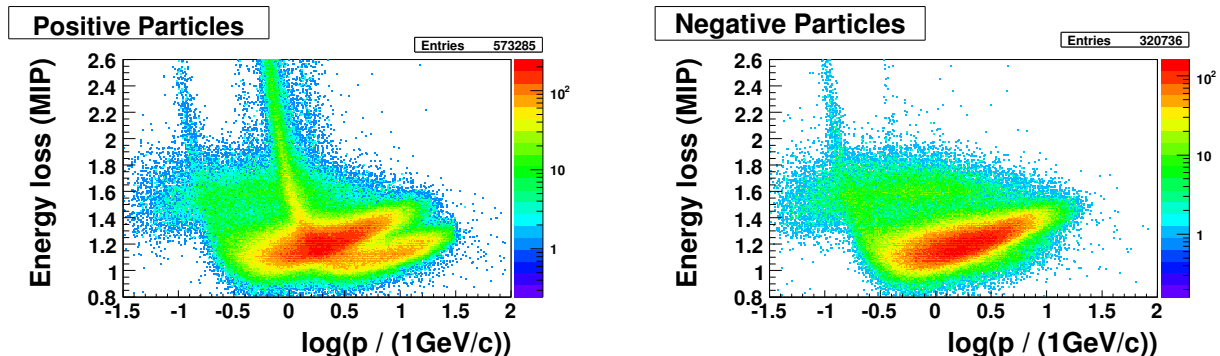 Positive Particles
Entries 573285
Energy loss (MIP)
2.6
2.4
2.2
2
1.8
1.6
1.4
1.2
1
0.8
-1.5 -1 -0.5 0 0.5 1 1.5 2
log(p / (1GeV/c))
10²
10
1
Negative Particles
Entries 320736
Energy loss (MIP)
2.6
2.4
2.2
2
1.8
1.6
1.4
1.2
1
0.8
-1.5 -1 -0.5 0 0.5 1 1.5 2
log(p / (1GeV/c))
10²
10
1